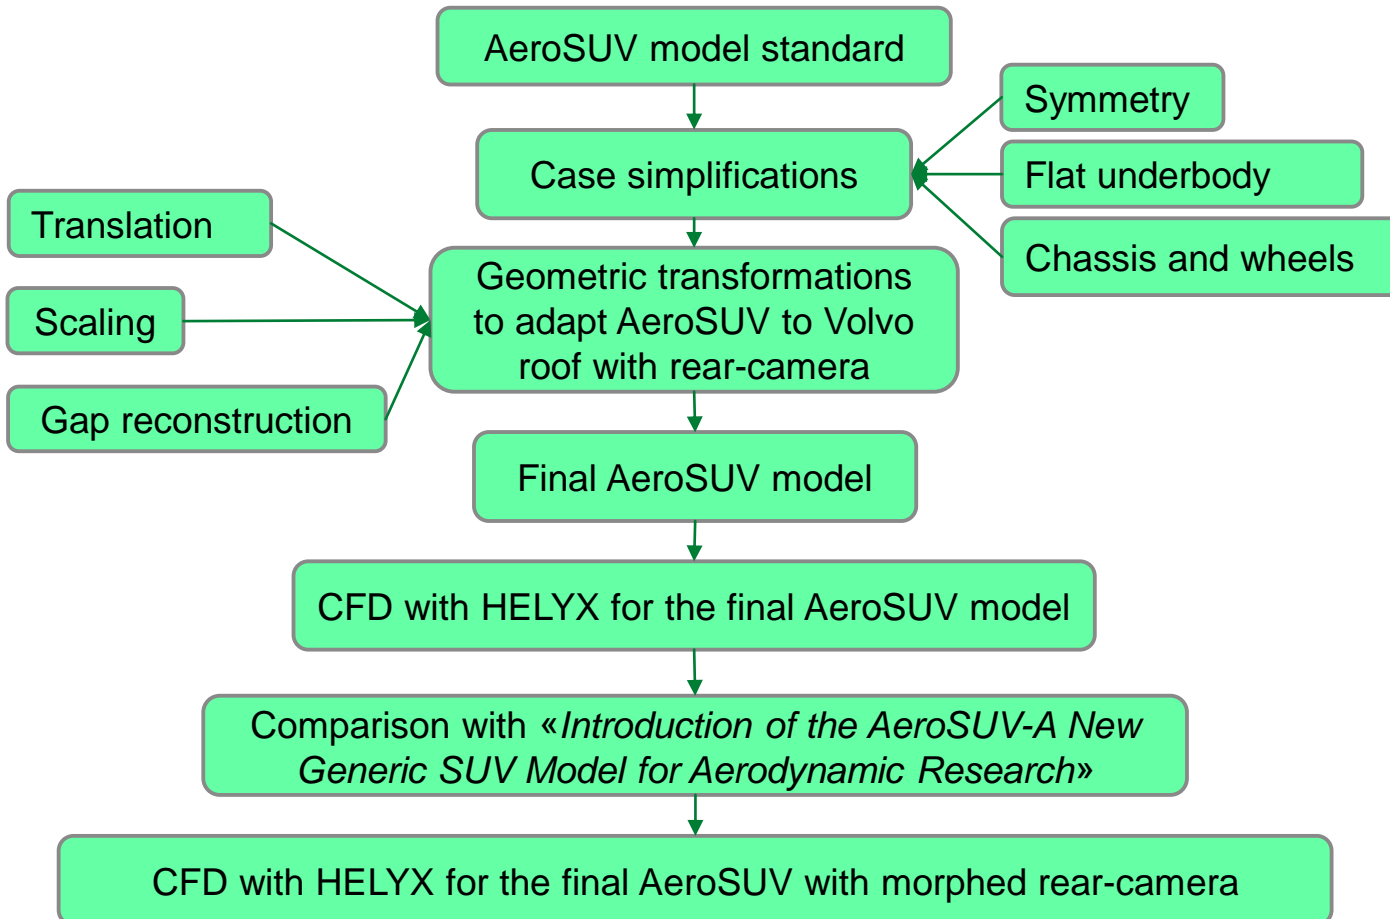 AeroSUV model standard
Symmetry
Case simplifications
Flat underbody
Chassis and wheels
Translation
Scaling
Gap reconstruction
Geometric transformations
to adapt AeroSUV to Volvo
roof with rear-camera
Final AeroSUV model
CFD with HELYX for the final AeroSUV model
Comparison with «Introduction of the AeroSUV-A New
Generic SUV Model for Aerodynamic Research»
CFD with HELYX for the final AeroSUV with morphed rear-camera